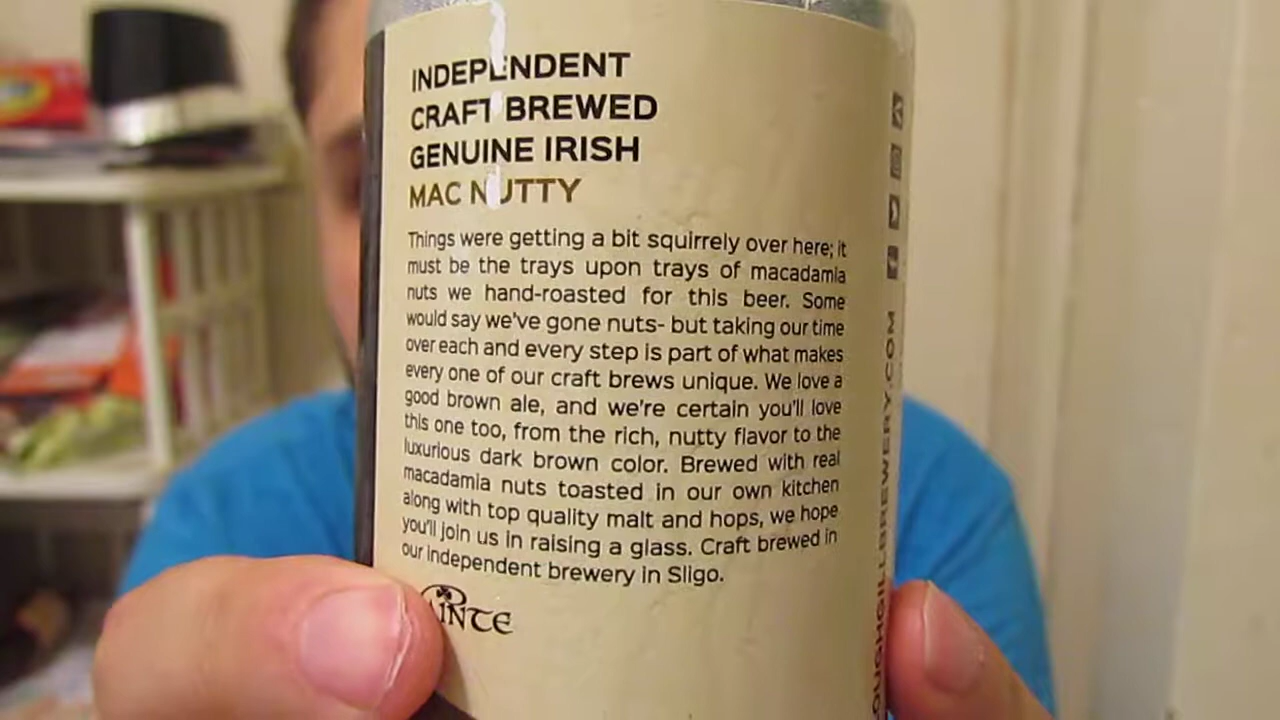 INDEPENDENT
CRAFT BREWED
GENUINE IRISH
MAC NUTTY
Things were getting a bit squirrely over here; it
must be the trays upon trays of macadamia
nuts we hand-roasted for this beer. Some
would say we've gone nuts- but taking our time
over each and every step is part of what makes
every one of our craft brews unique. We love a
good brown ale, and we're certain you'll love
this one too, from the rich, nutty flavor to the
luxurious dark brown color. Brewed with real
macadamia nuts toasted in our own kitchen
along with top quality malt and hops, we hope
you'll join us in raising a glass. Craft brewed in
our independent brewery in Sligo.
OUGHGILLBREWERY.COM